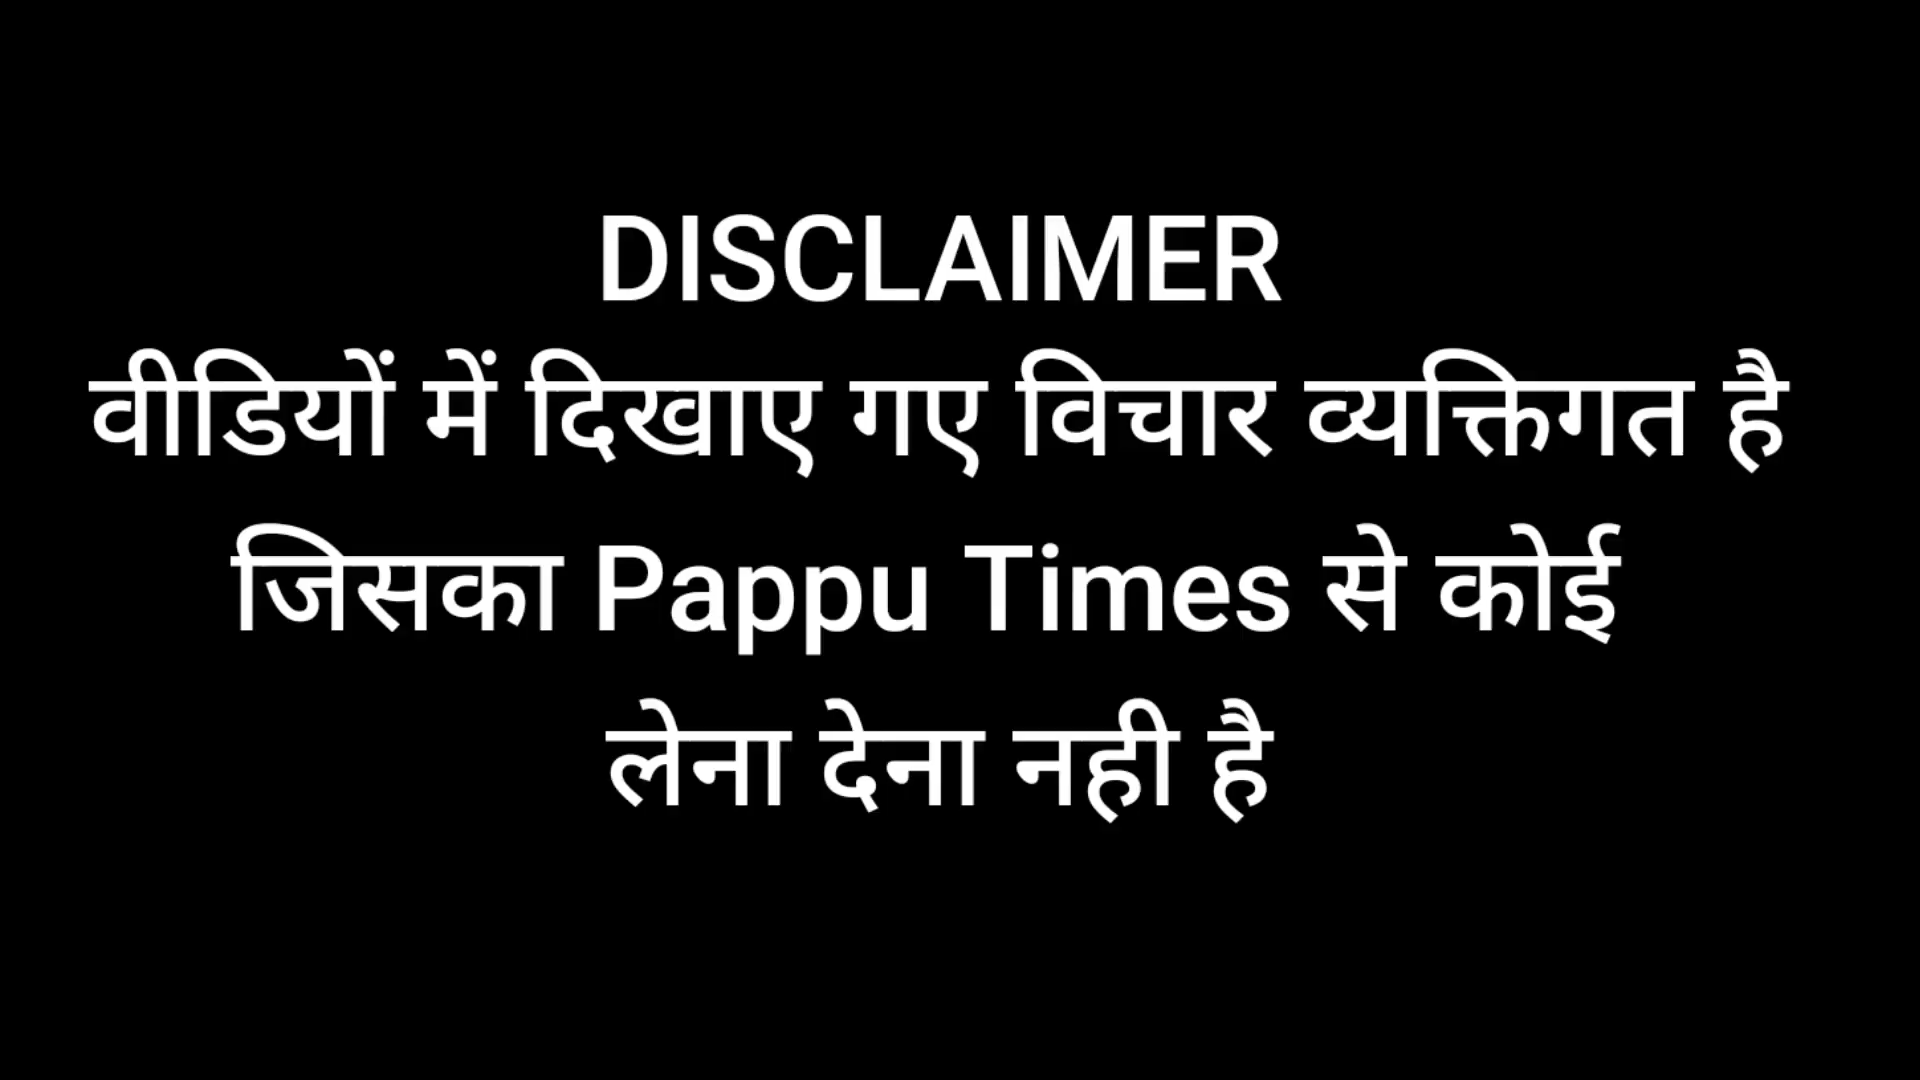 DISCLAIMER
वीडियों में दिखाए गए विचार व्यक्तिगत है
जिसका Pappu Times से कोई
लेना देना नही है